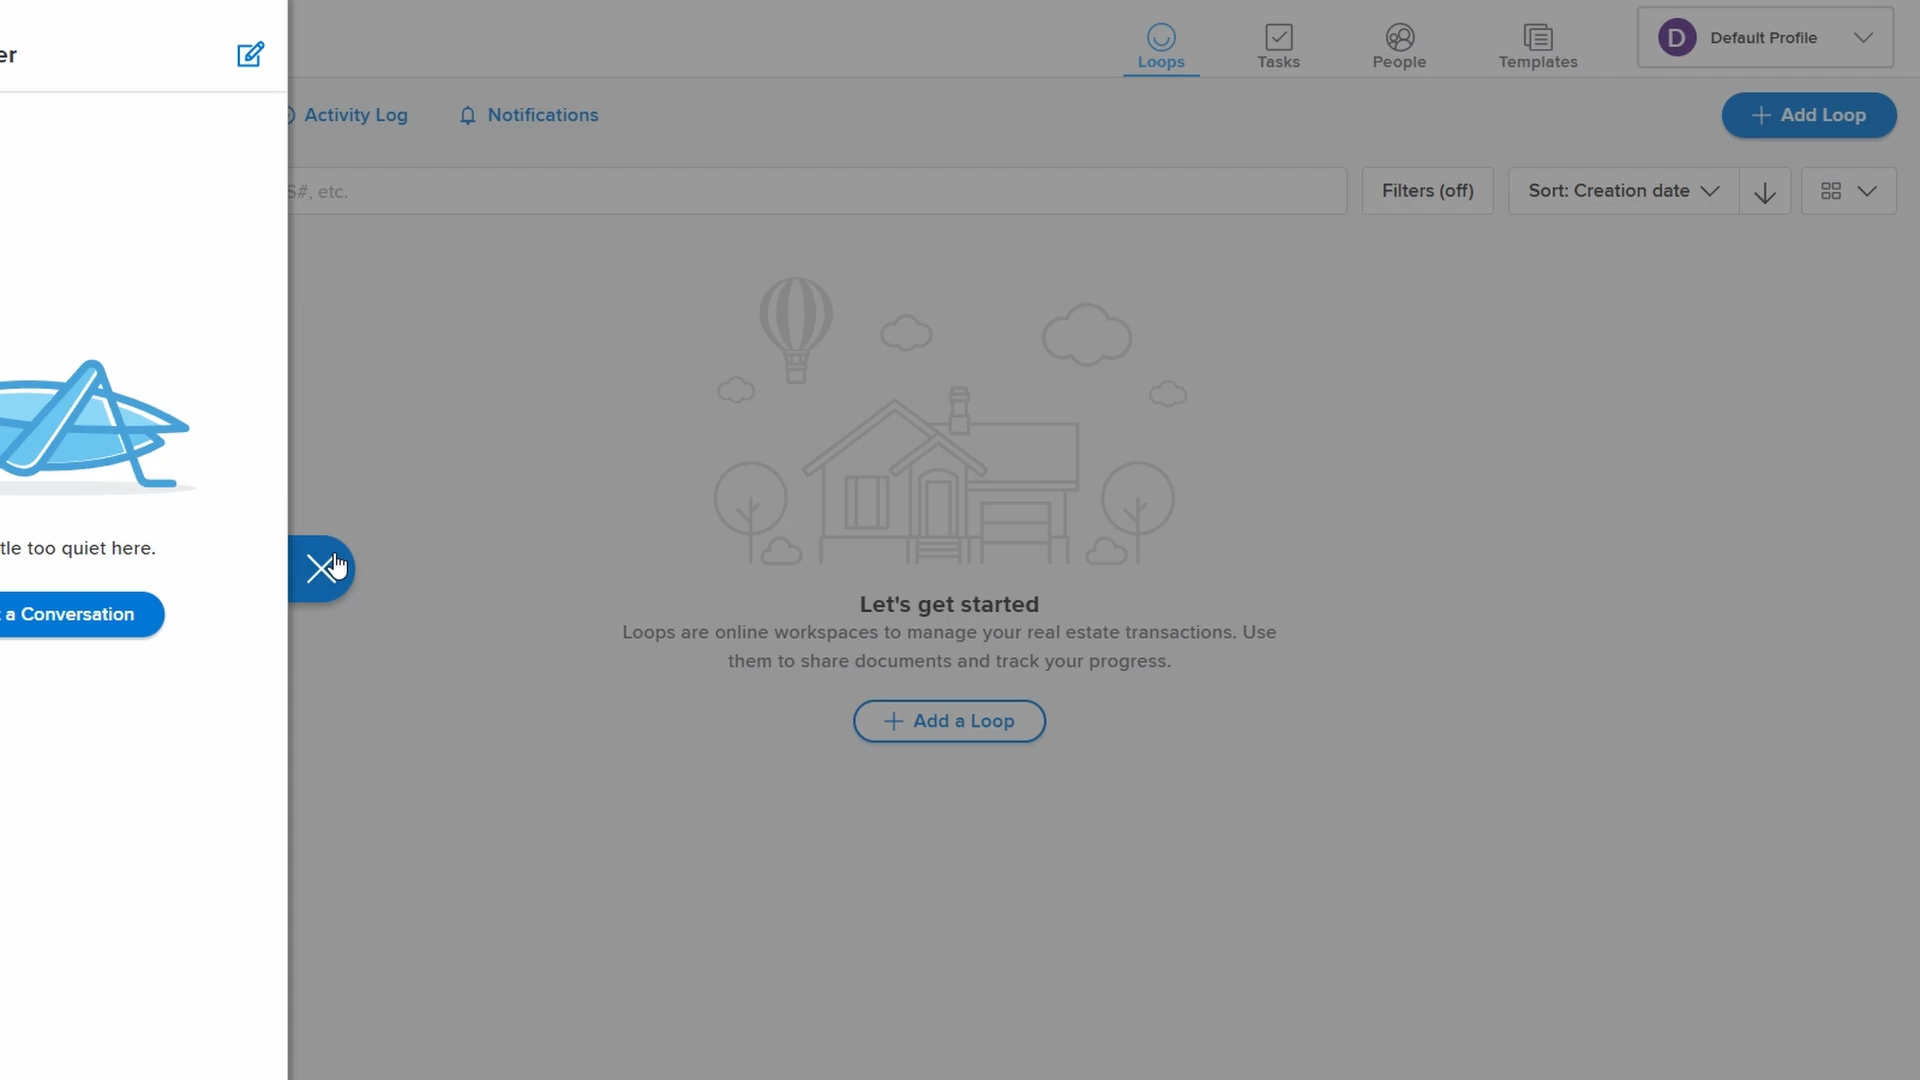 er
Loops
Tasks
People
Templates
D
Default Profile
Activity Log
Notifications
Add Loop
S#, etc.
Filters (off)
Sort: Creation date
tle too quiet here.
a Conversation
Let's get started
Loops are online workspaces to manage your real estate transactions. Use
them to share documents and track your progress.
Add a Loop